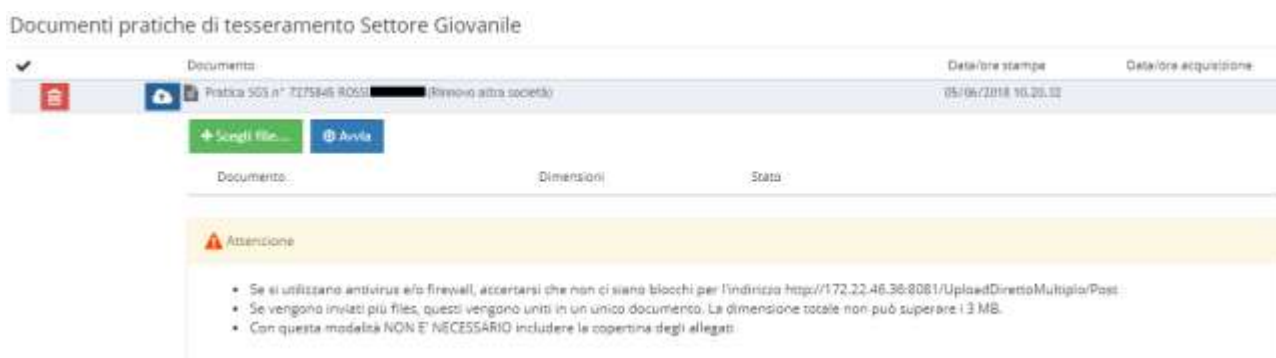 Documenti pratiche di tesseramento Settore Giovanile
Documento Data/ore stampa Data/ora acquisizione
Pratica SGS n° 7275845 ROSSI (Rinnovo altra società)
05/06/2018 10.20.32
Scegli file... Avvia
Documento Dimensioni Stato
Attenzione
Se si utilizzano antivirus e/o firewall, accertarsi che non ci siano blocchi per l'indirizzo http://172.22.46.36:8081/UploadDirettoMultiplo/Post
Se vengono inviati più files, questi vengono uniti in un unico documento. La dimensione totale non può superare i 3 MB.
Con questa modalità NON E' NECESSARIO includere la copertina degli allegati